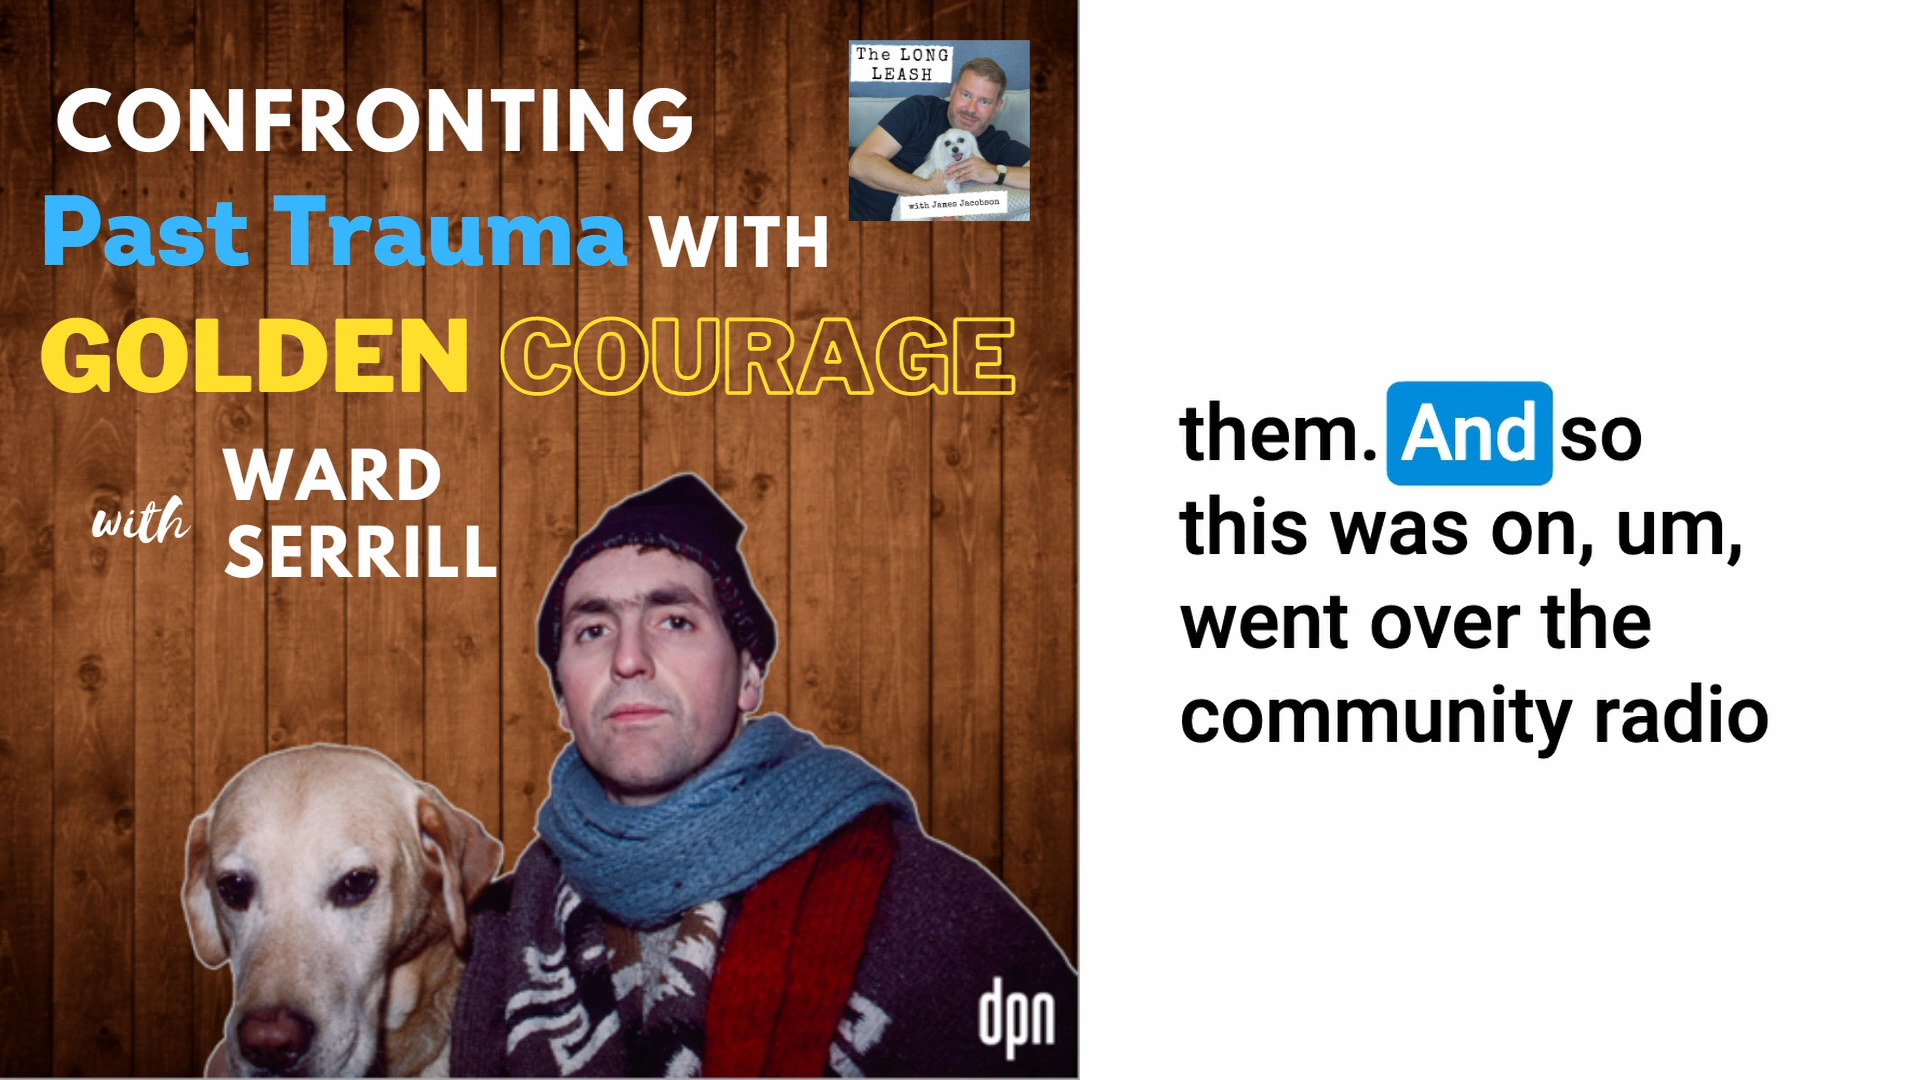 CONFRONTING
Past Trauma WITH
GOLDEN COURAGE
with WARD
SERRILL
The LONG
LEASH
with James Jacobson
dpn
them. And so
this was on, um,
went over the
community radio